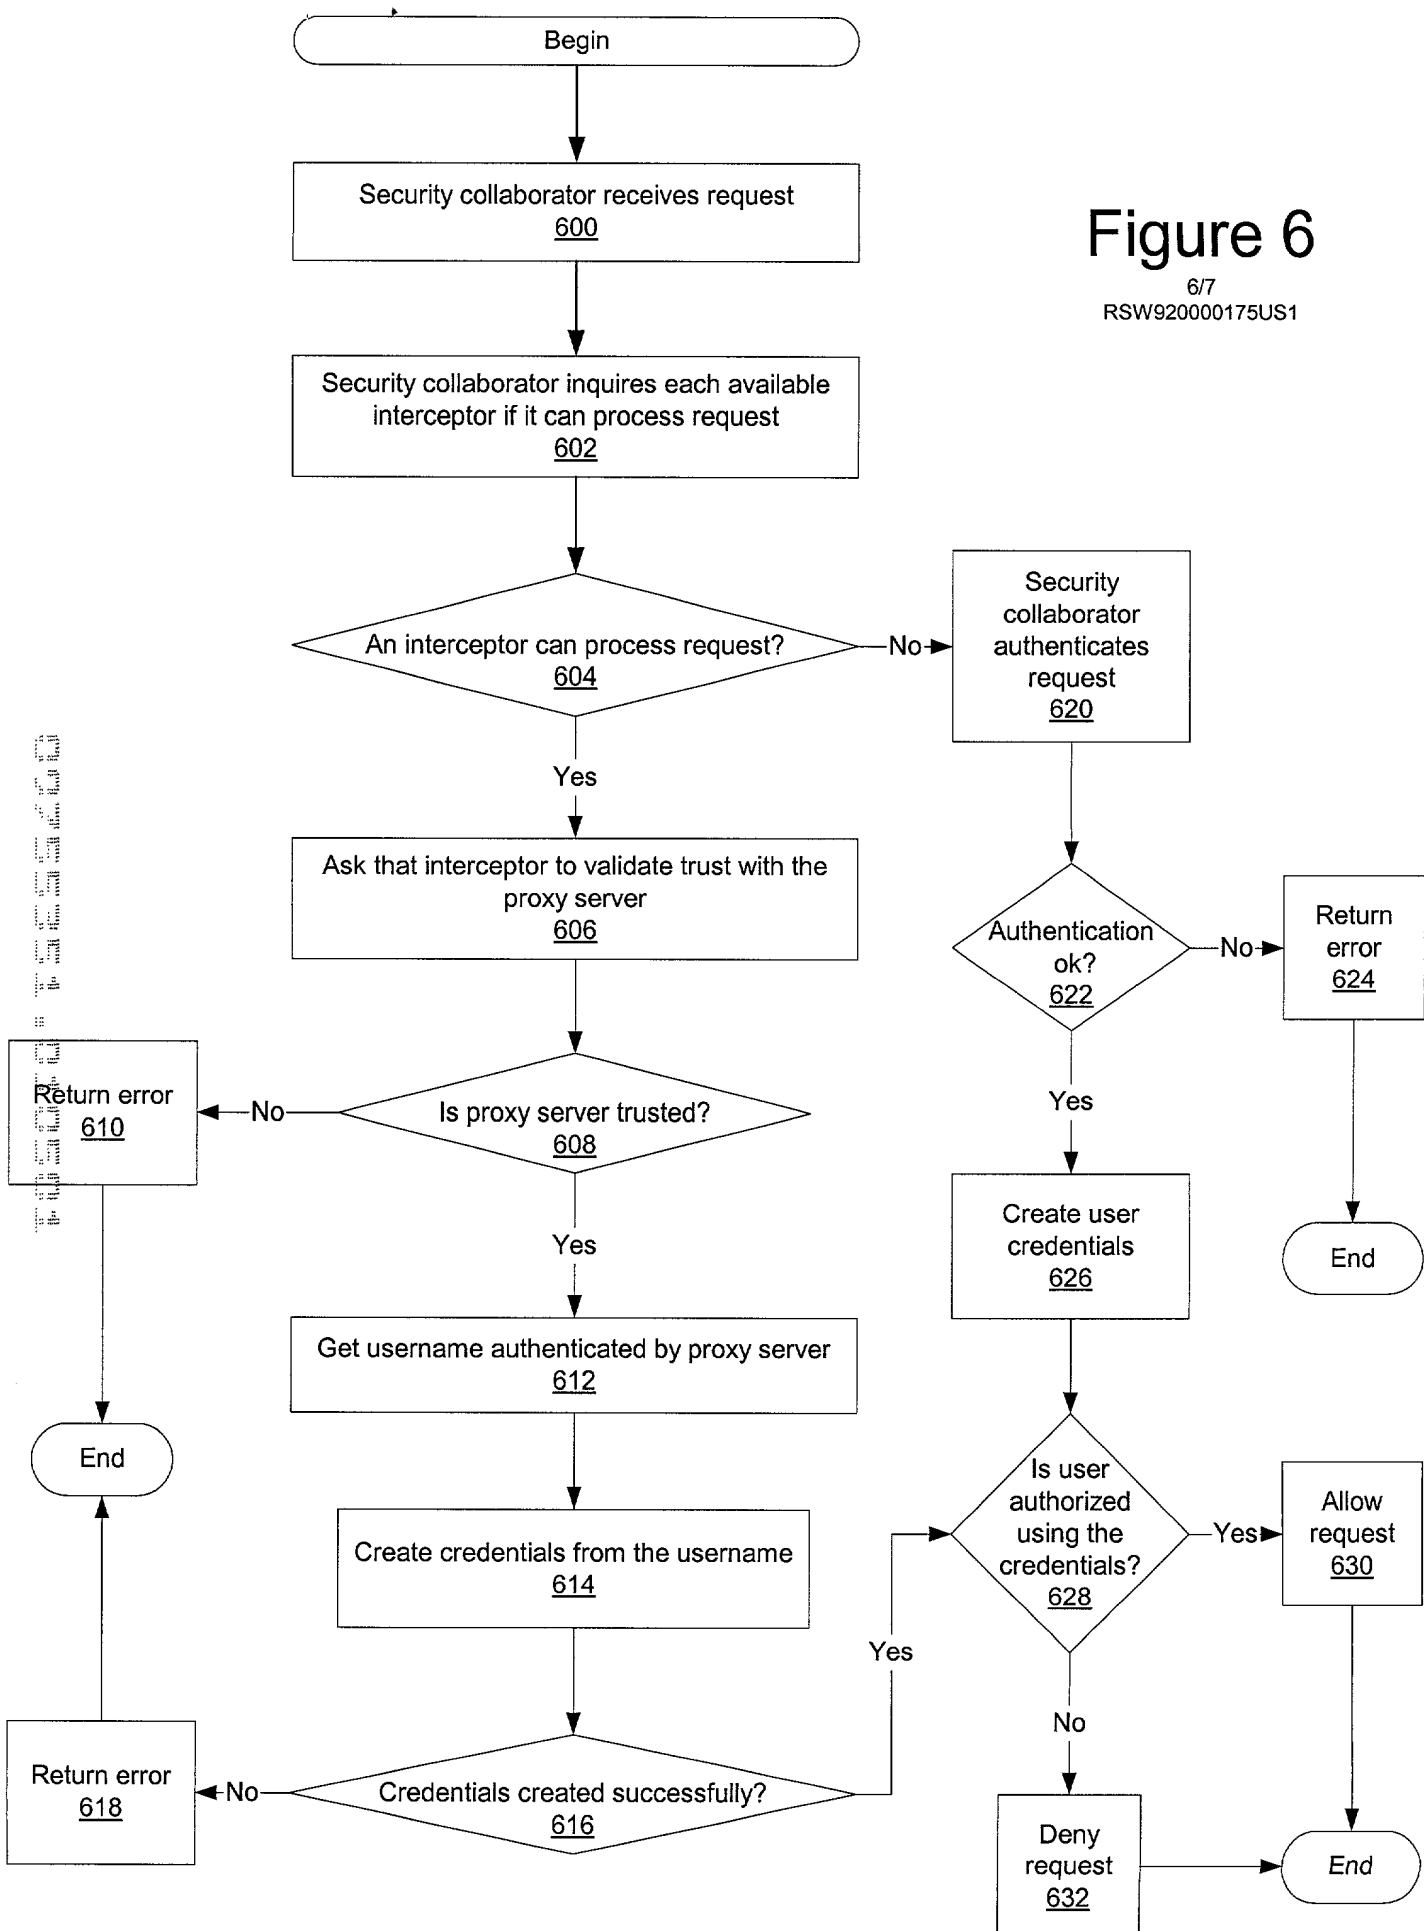 Begin
Security collaborator receives request
600
Figure 6
6/7
RSW920000175US1
Security collaborator inquires each available
interceptor if it can process request
602
An interceptor can process request?
604
No
Security
collaborator
authenticates
request
620
Yes
Ask that interceptor to validate trust with the
proxy server
606
Authentication
ok?
622
No
Return
error
624
Is proxy server trusted?
608
No
Return error
610
Yes
Create user
credentials
626
End
Yes
Get username authenticated by proxy server
612
End
Is user
authorized
using the
credentials?
628
Yes
Allow
request
630
Create credentials from the username
614
Yes
No
Credentials created successfully?
616
No
Return error
618
Deny
request
632
End